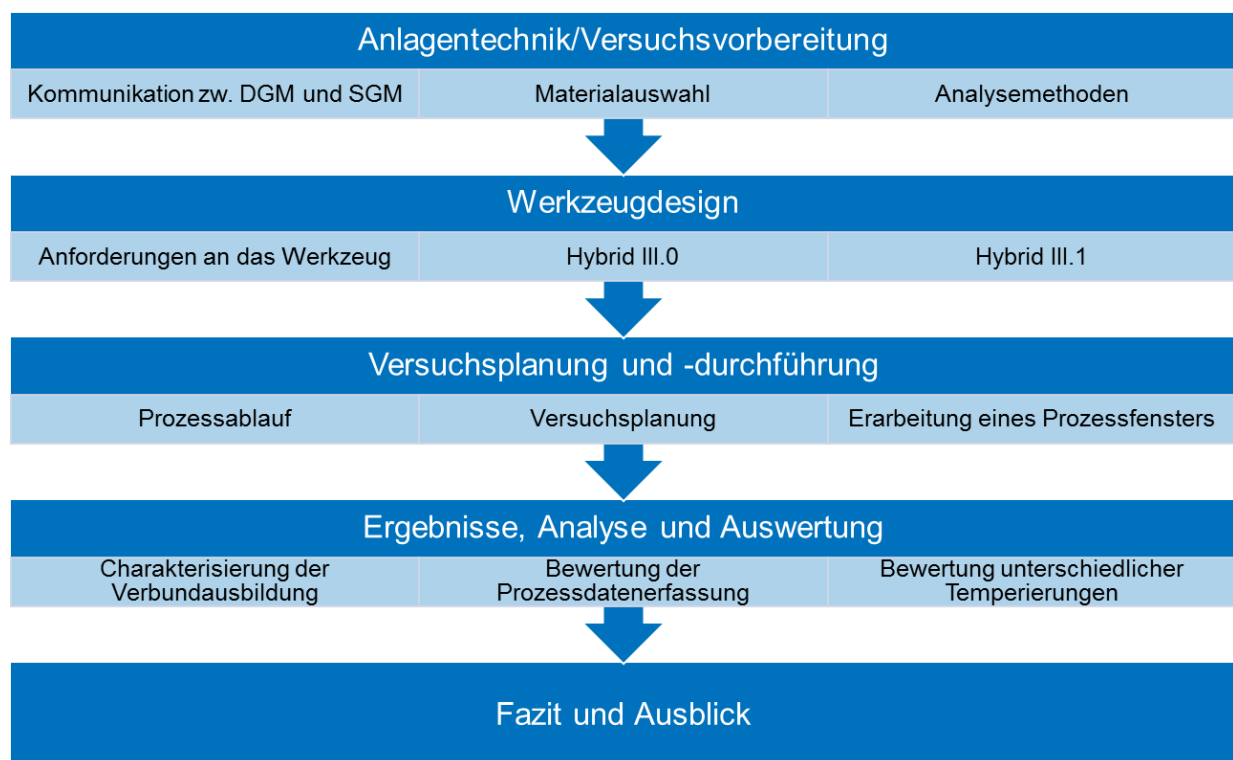 Anlagentechnik/Versuchsvorbereitung
Kommunikation zw. DGM und SGM
Materialauswahl
Analysemethoden
Werkzeugdesign
Anforderungen an das Werkzeug
Hybrid III.0
Hybrid III.1
Versuchsplanung und -durchführung
Prozessablauf
Versuchsplanung
Erarbeitung eines Prozessfensters
Ergebnisse, Analyse und Auswertung
Charakterisierung der
Verbundausbildung
Bewertung der
Prozessdatenerfassung
Bewertung unterschiedlicher
Temperierungen
Fazit und Ausblick